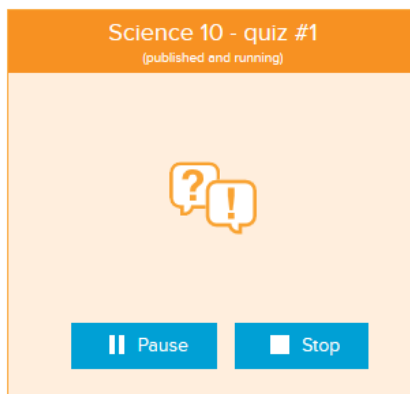 Science 10 - quiz #1
(published and running)
? !
Pause
Stop